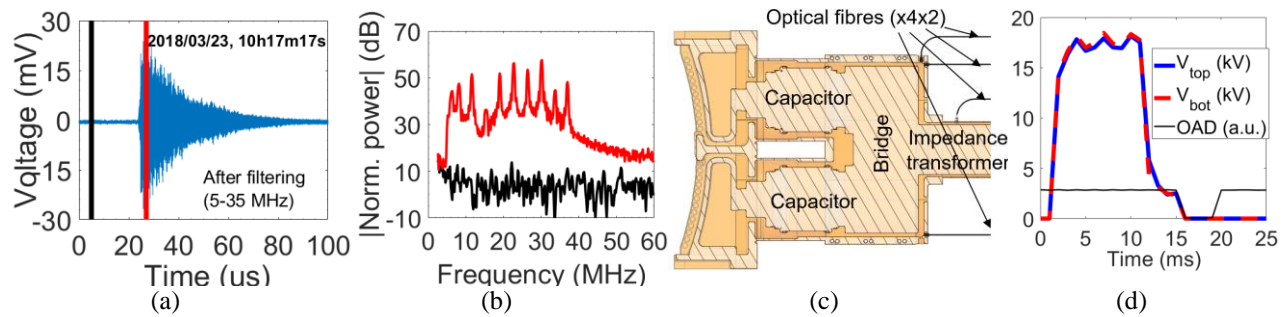 30
15
0
-15
-30
Vqltage (mV)
2018/03/23, 10h17m17s
After filtering
(5-35 MHz)
0 20 40 60 80 100
Time (us)
(a)
70
50
30
10
-10
|Norm. power| (dB)
0 10 20 30 40 50 60
Frequency (MHz)
(b)
Optical fibres (x4x2)
Capacitor
Bridge
Impedance
transformer
Capacitor
(c)
20
15
10
5
0
V_top (kV)
V_bot (kV)
OAD (a.u.)
0 5 10 15 20 25
Time (ms)
(d)